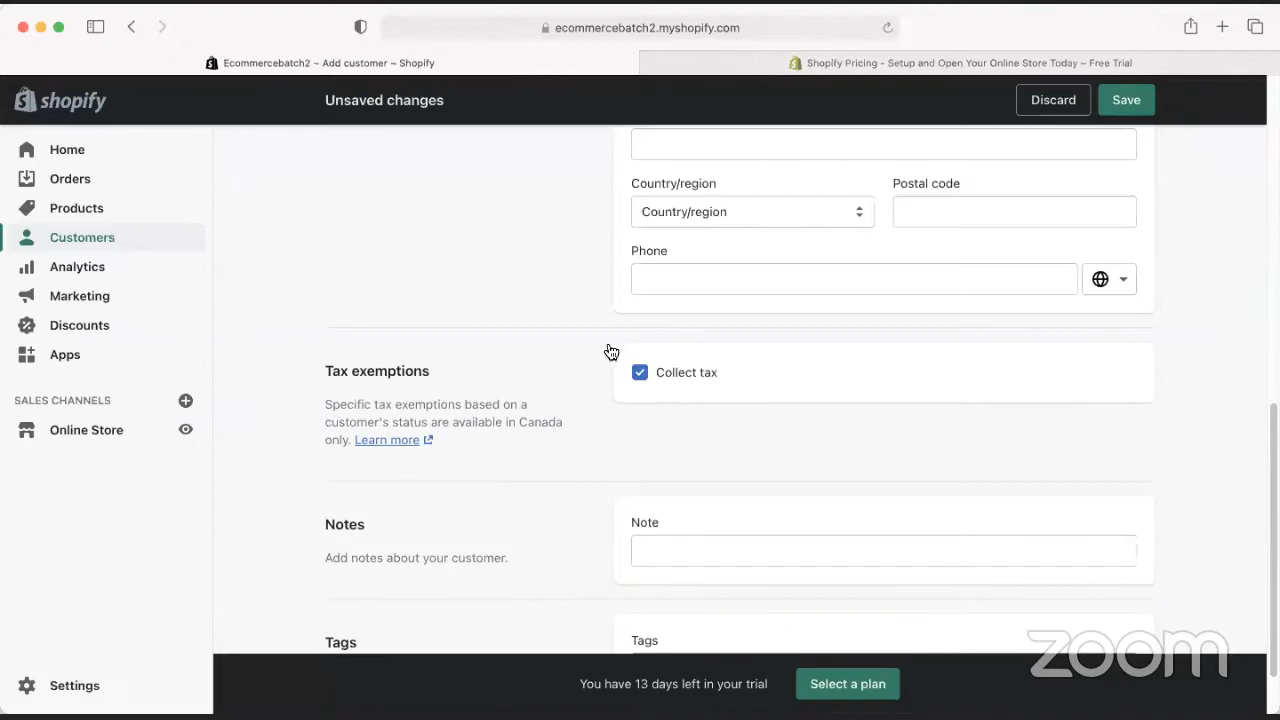 ecommercebatch2.myshopify.com
Ecommercebatch2 ~ Add customer ~ Shopify
Shopify Pricing - Setup and Open Your Online Store Today – Free Trial
shopify
Unsaved changes
Discard
Save
Home
Orders
Products
Customers
Analytics
Marketing
Discounts
Apps
SALES CHANNELS
Online Store
Settings
Country/region
Postal code
Country/region
Phone
Tax exemptions
Collect tax
Specific tax exemptions based on a
customer's status are available in Canada
only. Learn more
Notes
Note
Add notes about your customer.
Tags
Tags
You have 13 days left in your trial
Select a plan
zoom